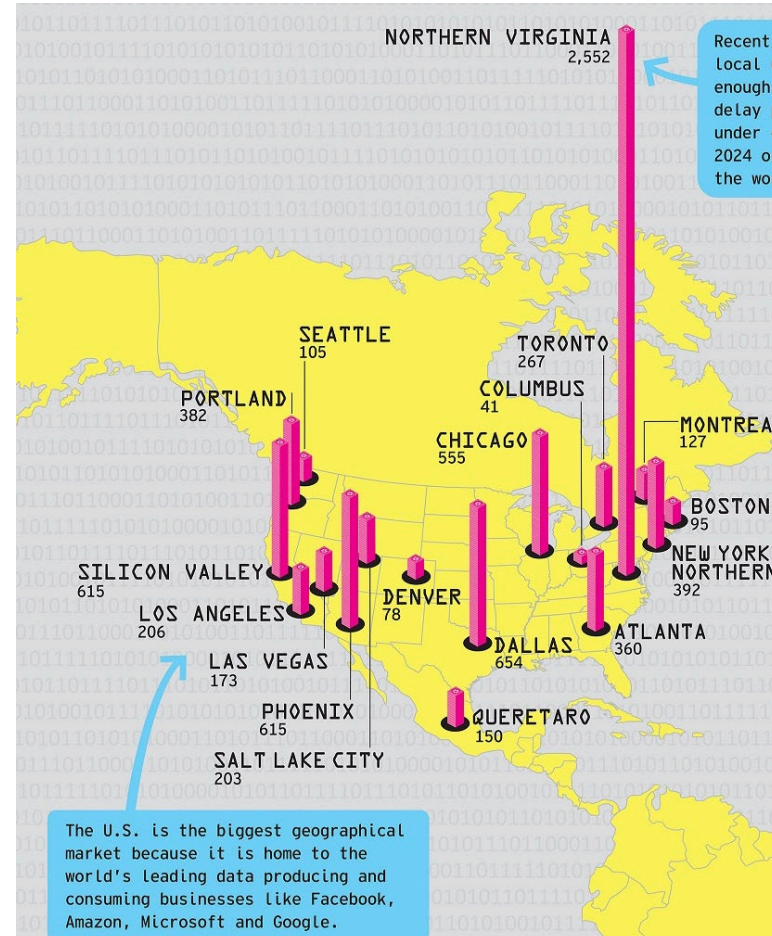 NORTHERN VIRGINIA
2,552
Recent
local
enough
delay
under
2024 o
the wo
SEATTLE
105
TORONTO
267
PORTLAND
382
COLUMBUS
41
CHICAGO
555
MONTREA
127
BOSTON
95
NEW YORK
NORTHERN
392
SILICON VALLEY
615
DENVER
78
LOS ANGELES
206
ATLANTA
360
DALLAS
654
LAS VEGAS
173
PHOENIX
615
QUERETARO
150
SALT LAKE CITY
203
The U.S. is the biggest geographical
market because it is home to the
world's leading data producing and
consuming businesses like Facebook,
Amazon, Microsoft and Google.